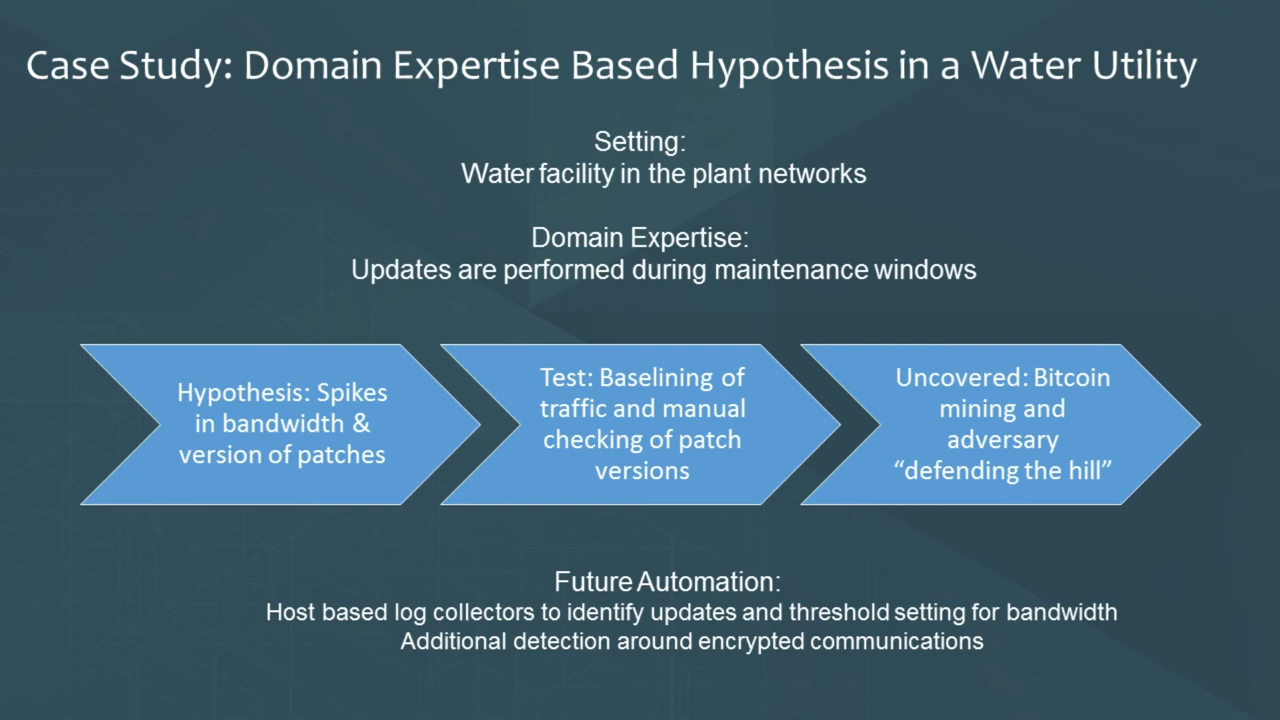 Case Study: Domain Expertise Based Hypothesis in a Water Utility
Setting:
Water facility in the plant networks
Domain Expertise:
Updates are performed during maintenance windows
Hypothesis: Spikes
in bandwidth &
version of patches
Test: Baselining of
traffic and manual
checking of patch
versions
Uncovered: Bitcoin
mining and
adversary
“defending the hill”
Future Automation:
Host based log collectors to identify updates and threshold setting for bandwidth
Additional detection around encrypted communications